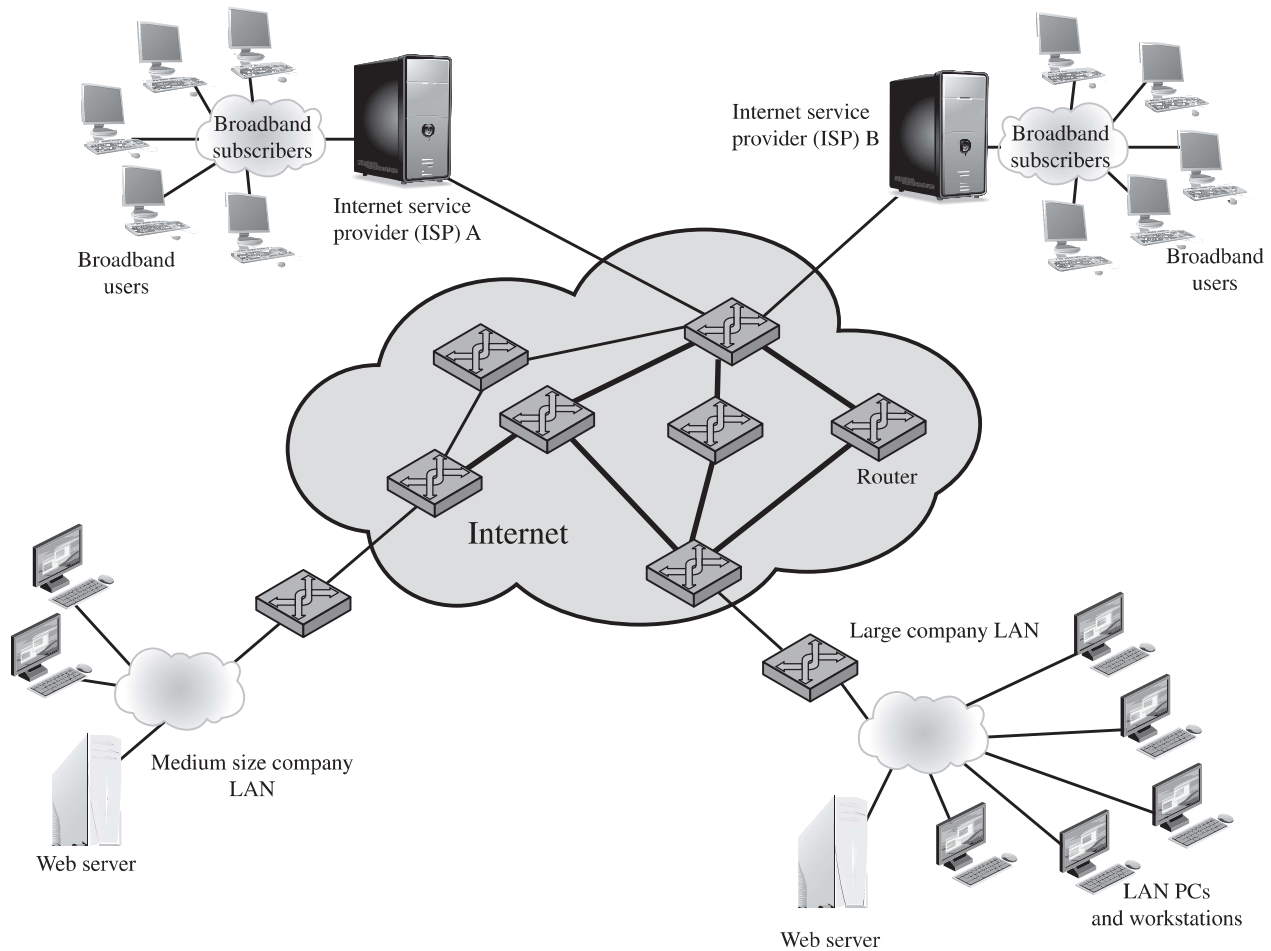 Broadband
subscribers
Internet service
provider (ISP) A
Broadband
users
Internet service
provider (ISP) B
Broadband
subscribers
Broadband
users
Router
Internet
Large company LAN
Medium size company
LAN
Web server
LAN PCs
and workstations
Web server